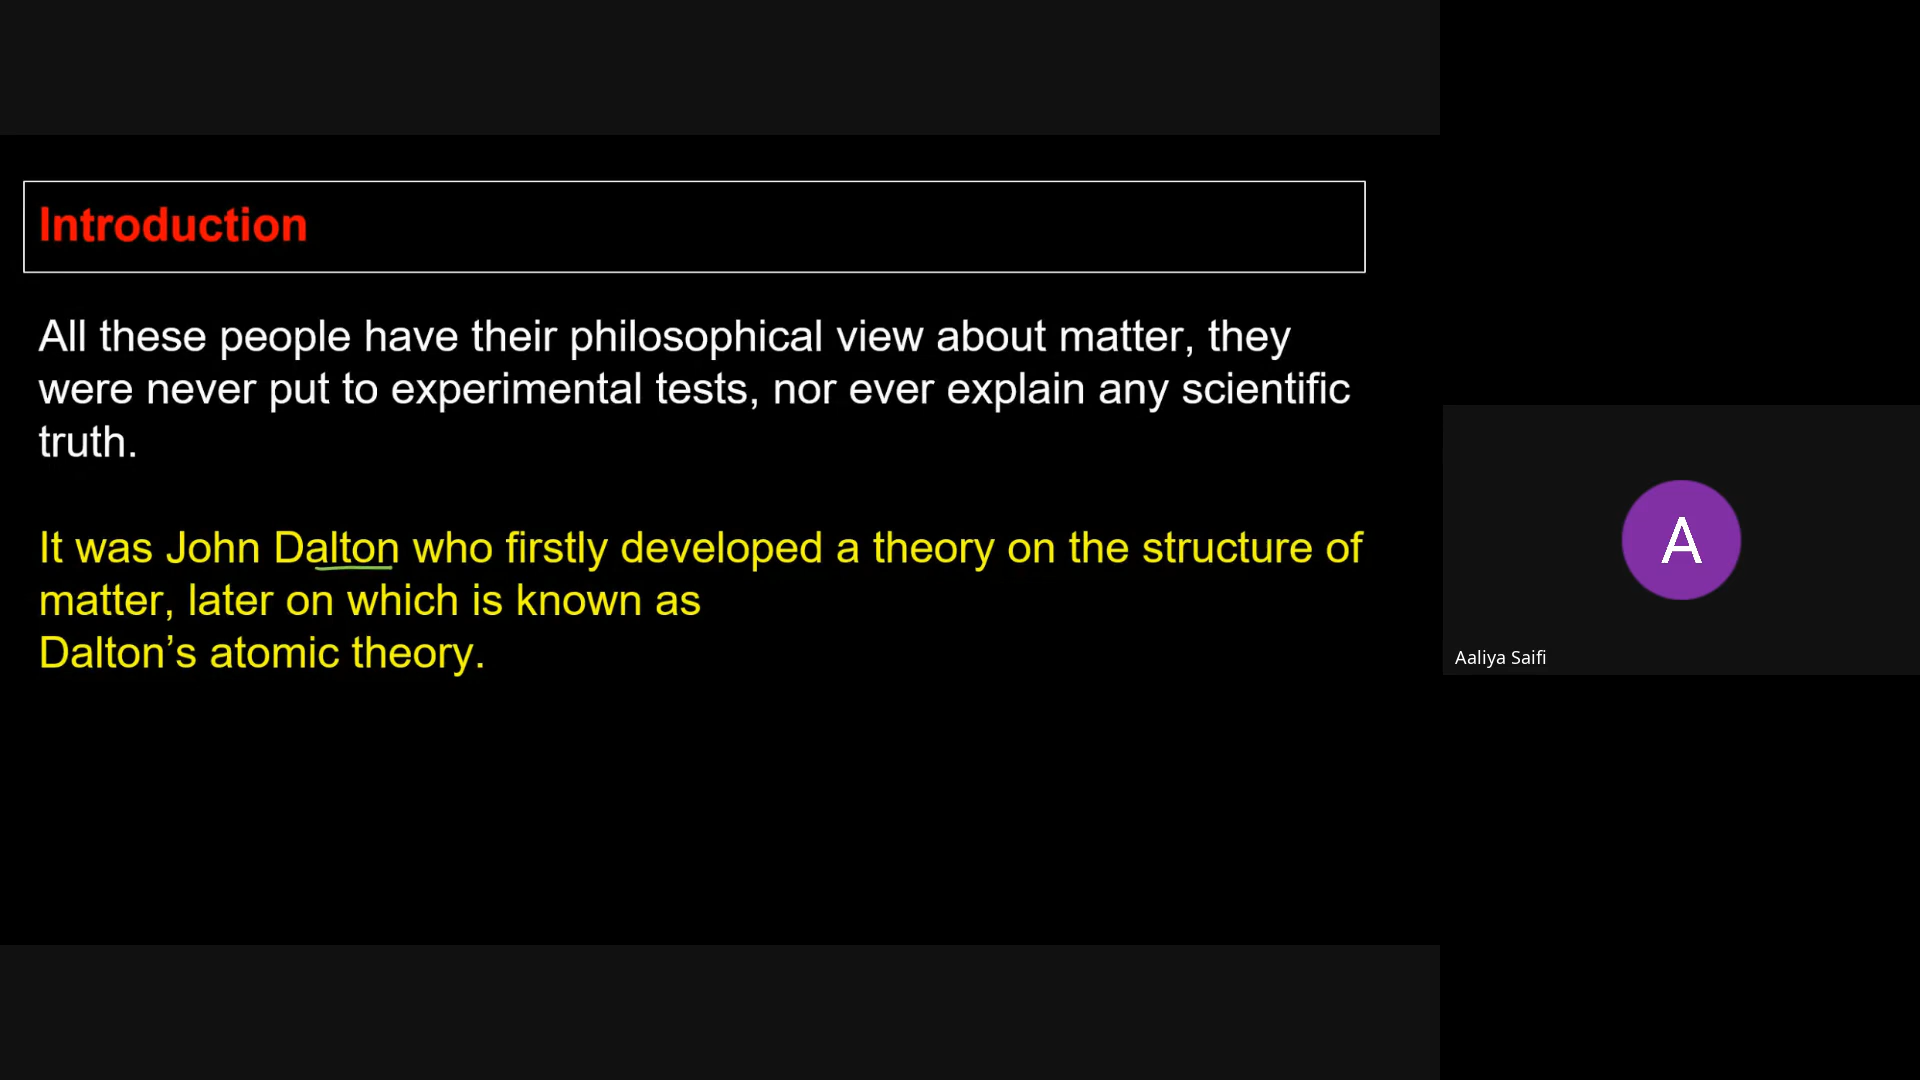 Introduction
All these people have their philosophical view about matter, they
were never put to experimental tests, nor ever explain any scientific
truth.
It was John Dalton who firstly developed a theory on the structure of
matter, later on which is known as
Dalton’s atomic theory.
A
Aaliya Saifi